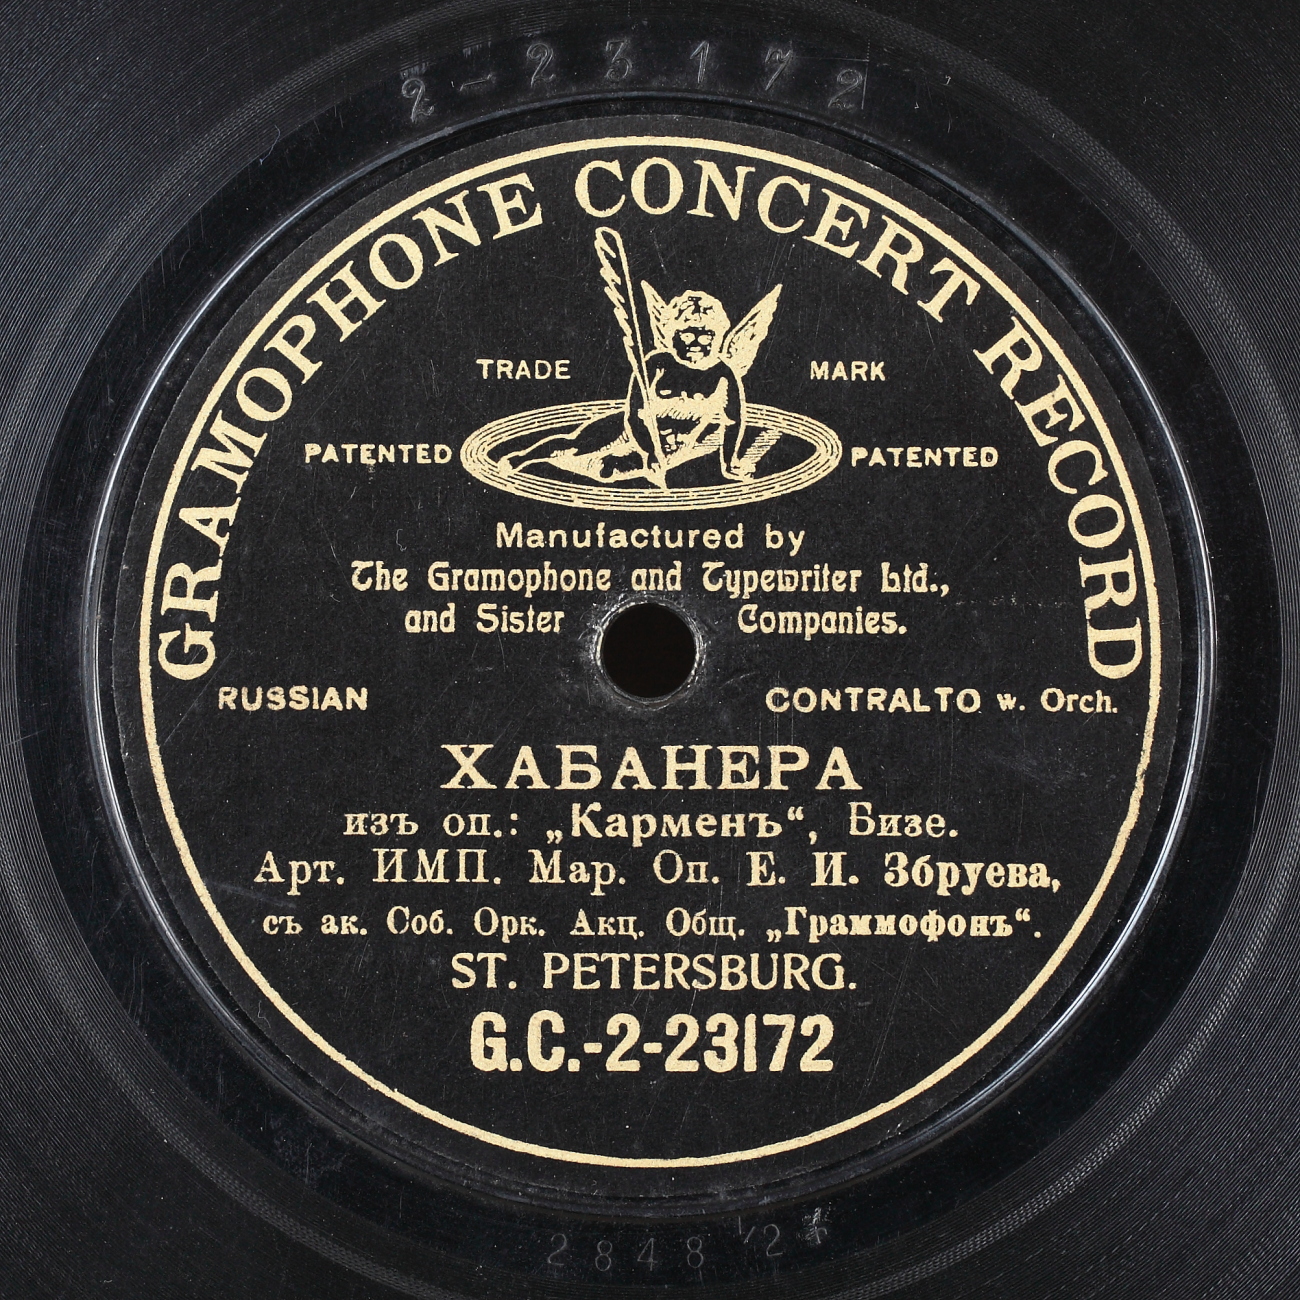 2-23172
GRAMOPHONE CONCERT RECORD
TRADE MARK
PATENTED PATENTED
Manufactured by
The Gramophone and Typewriter Ltd.,
and Sister Companies.
RUSSIAN CONTRALTO w. Orch.
ХАБАНЕРА
изъ оп.: „Карменъ“, Бизе.
Арт. ИМП. Мар. Оп. Е. И. Збруева,
съ ак. Соб. Орк. Акц. Общ. „Граммофонъ“.
ST. PETERSBURG.
G.C.-2-23172
2848 1/2